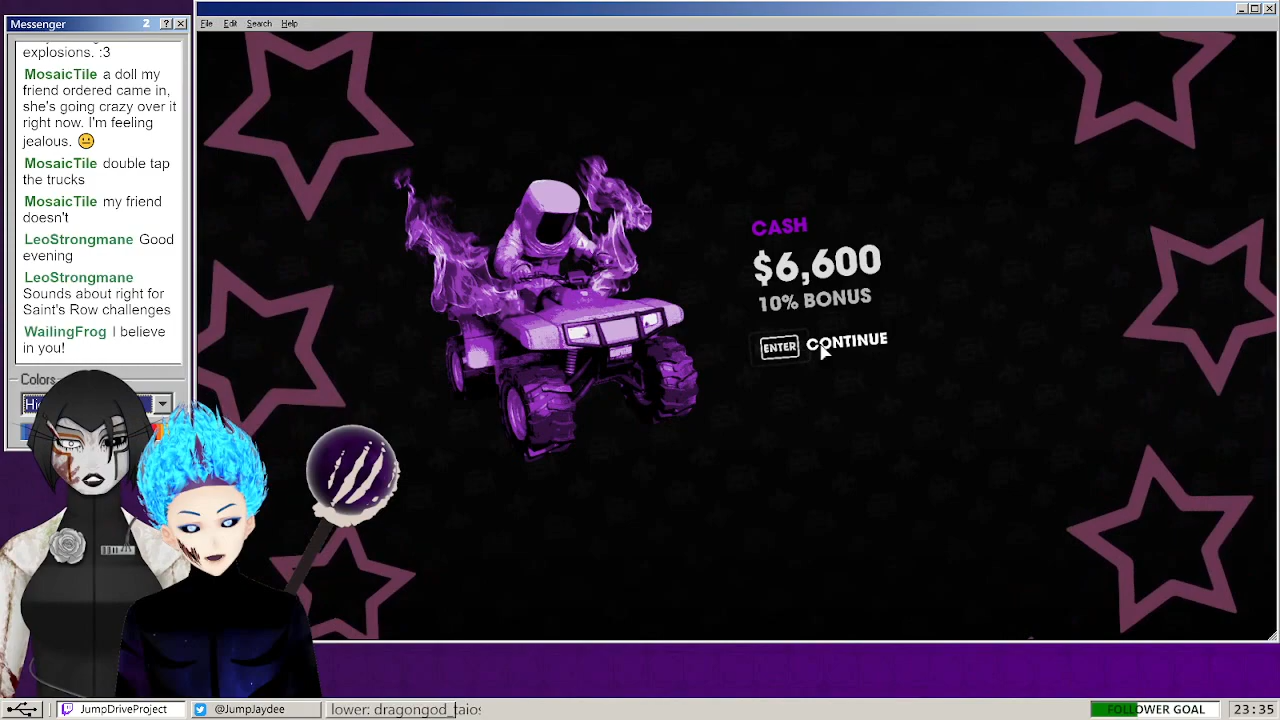 Messenger 2
explosions. :3
MosaicTile a doll my
friend ordered came in,
she's going crazy over it
right now. I'm feeling
jealous.
MosaicTile double tap
the trucks
MosaicTile my friend
doesn't
LeoStrongmane Good
evening
LeoStrongmane
Sounds about right for
Saint's Row challenges
WailingFrog I believe
in you!
Colors
Hi
File Edit Search Help
CASH
$6,600
10% BONUS
ENTER CONTINUE
JumpDriveProject
@JumpJaydee
lower: dragongod_taios
FOLLOWER GOAL
23:35